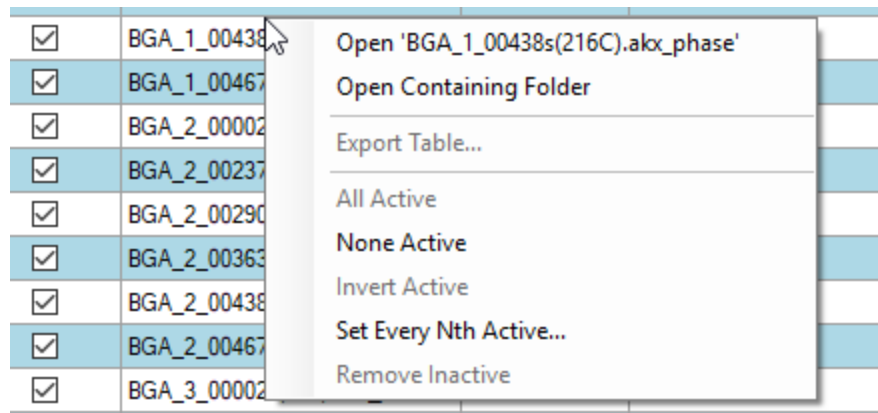 BGA_1_00438
Open 'BGA_1_00438s(216C).akx_phase'
BGA_1_00467
Open Containing Folder
BGA_2_00002
Export Table...
BGA_2_00237
All Active
BGA_2_00290
None Active
BGA_2_00363
Invert Active
BGA_2_00438
Set Every Nth Active...
BGA_2_00467
Remove Inactive
BGA_3_00002